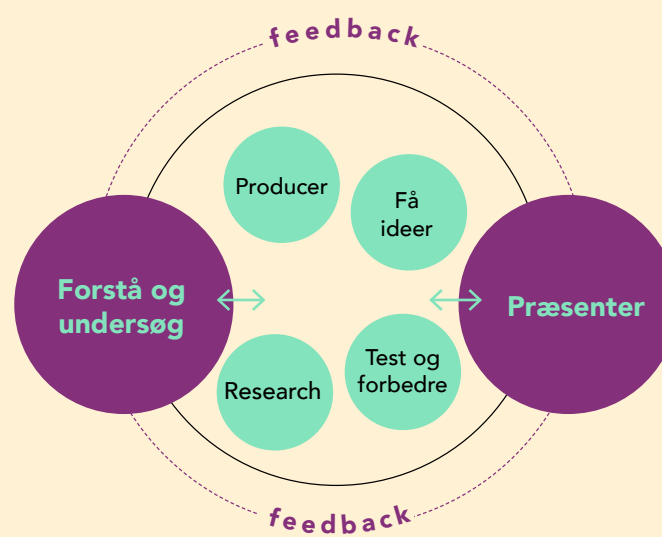 feedback
Producer
Få
ideer
Forstå og
undersøg
Præsenter
Research
Test og
forbedre
feedback